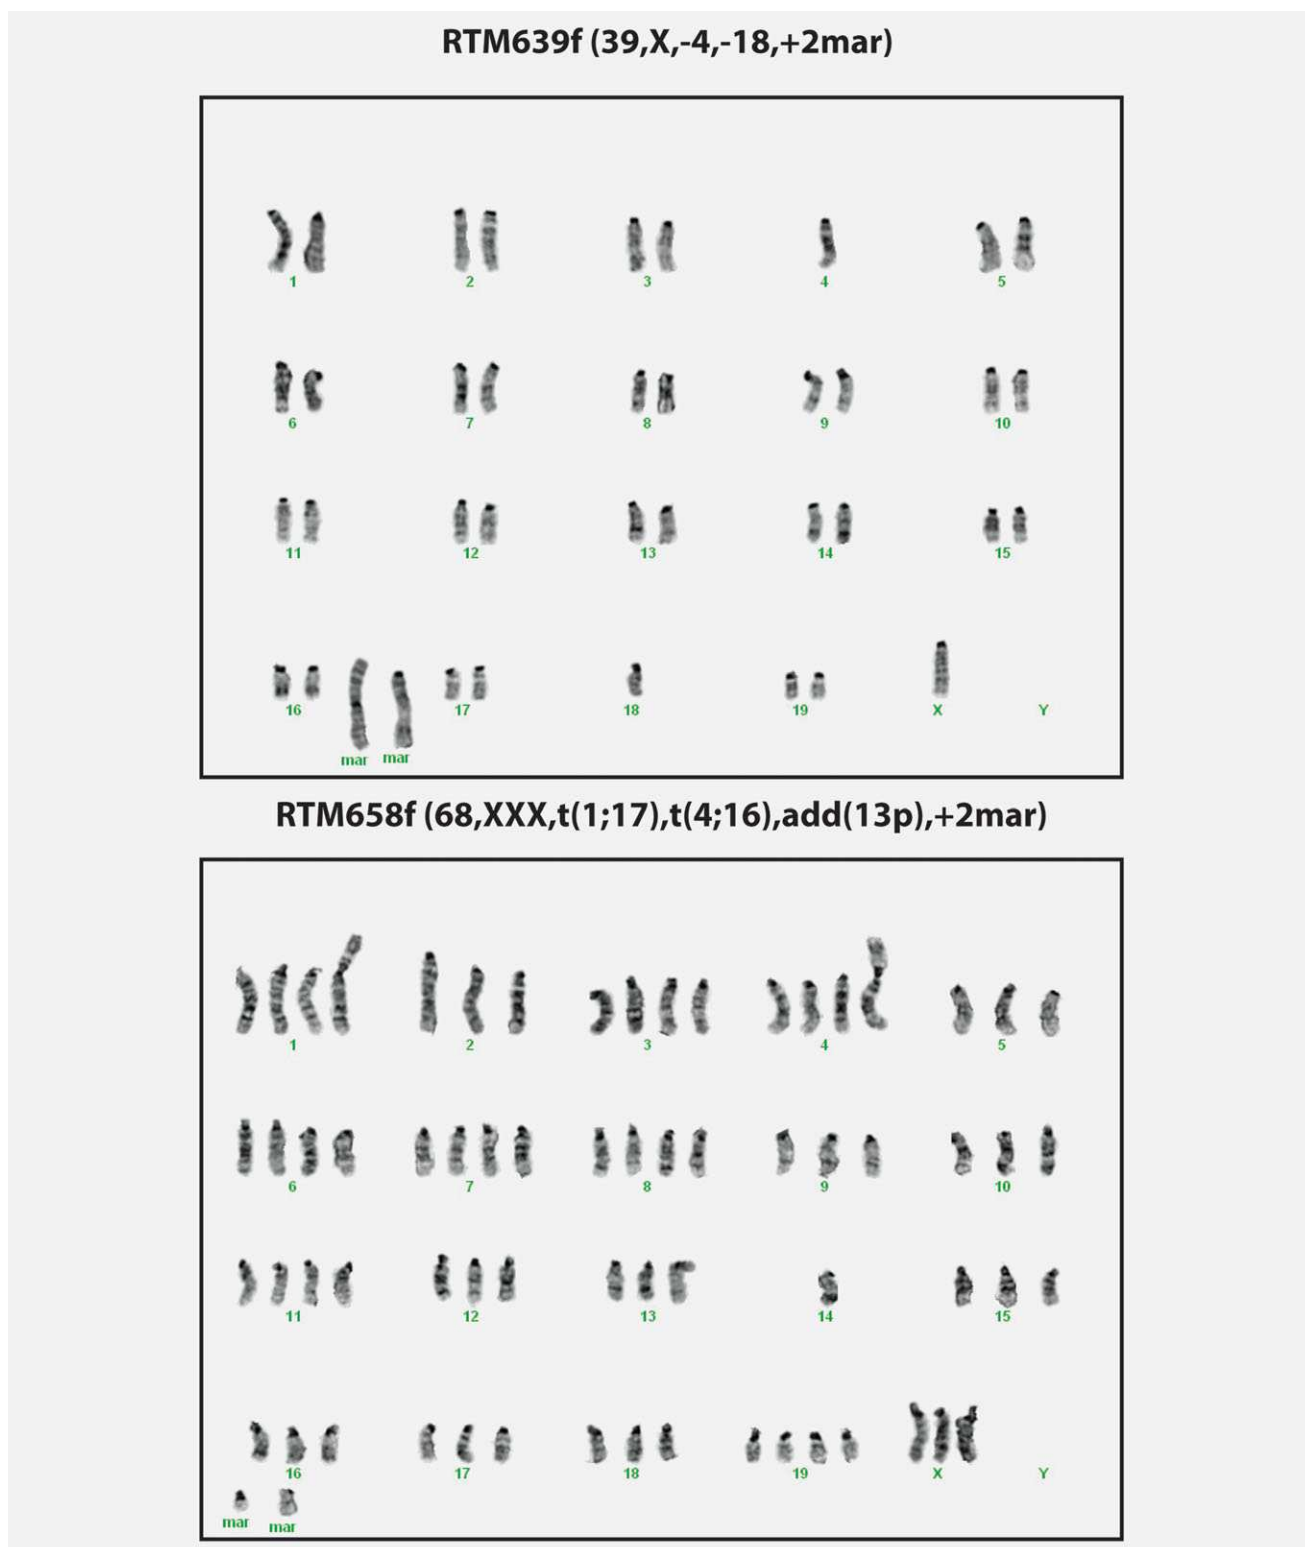 RTM639f (39,X,-4,-18,+2mar)
1 2 3 4 5
6 7 8 9 10
11 12 13 14 15
16 17 18 19 X Y
mar mar
RTM658f (68,XXX,t(1;17),t(4;16),add(13p),+2mar)
1 2 3 4 5
6 7 8 9 10
11 12 13 14 15
16 17 18 19 X Y
mar mar